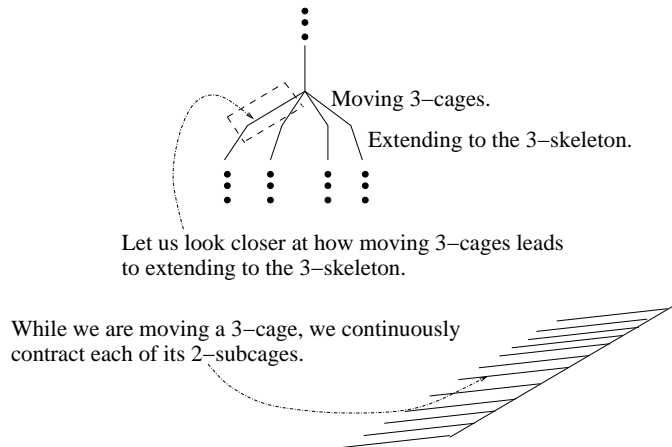 Moving 3−cages.
Extending to the 3−skeleton.
Let us look closer at how moving 3−cages leads
to extending to the 3−skeleton.
While we are moving a 3−cage, we continuously
contract each of its 2−subcages.